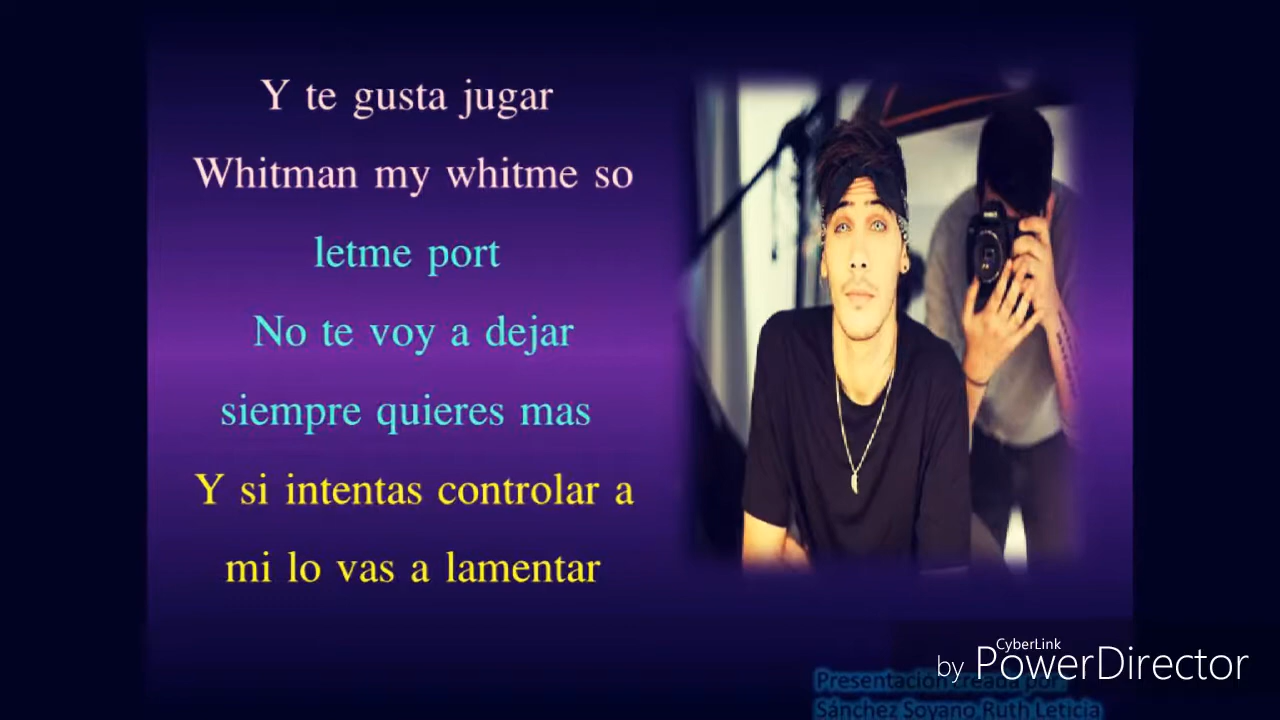 Y te gusta jugar
Whitman my whitme so
letme port
No te voy a dejar
siempre quieres mas
Y si intentas controlar a
mi lo vas a lamentar
CyberLink
by PowerDirector
Presentación creada por
Sánchez Soyano Ruth Leticia